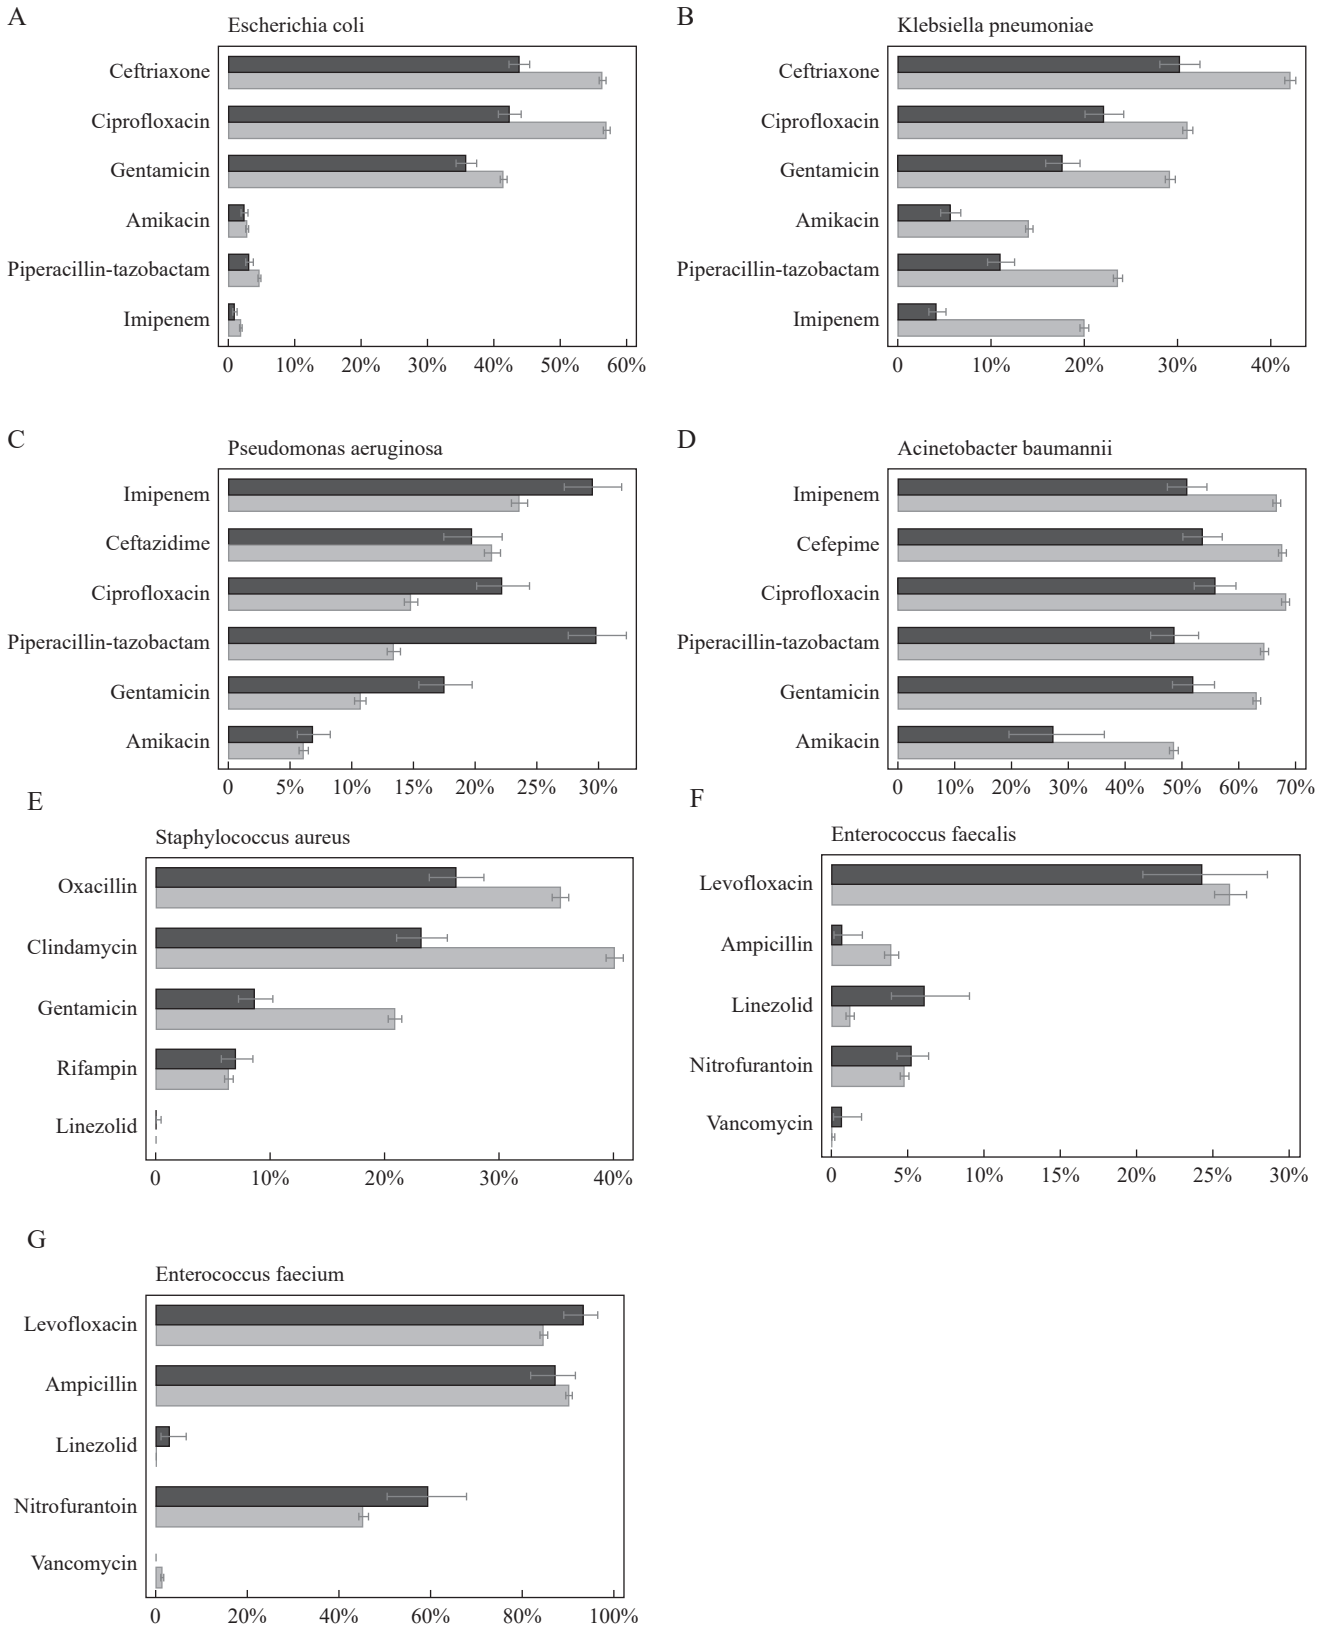 A
Escherichia coli
Ceftriaxone
Ciprofloxacin
Gentamicin
Amikacin
Piperacillin-tazobactam
Imipenem
0 10% 20% 30% 40% 50% 60%
B
Klebsiella pneumoniae
Ceftriaxone
Ciprofloxacin
Gentamicin
Amikacin
Piperacillin-tazobactam
Imipenem
0 10% 20% 30% 40%
C
Pseudomonas aeruginosa
Imipenem
Ceftazidime
Ciprofloxacin
Piperacillin-tazobactam
Gentamicin
Amikacin
0 5% 10% 15% 20% 25% 30%
D
Acinetobacter baumannii
Imipenem
Cefepime
Ciprofloxacin
Piperacillin-tazobactam
Gentamicin
Amikacin
0 10% 20% 30% 40% 50% 60% 70%
E
Staphylococcus aureus
Oxacillin
Clindamycin
Gentamicin
Rifampin
Linezolid
0 10% 20% 30% 40%
F
Enterococcus faecalis
Levofloxacin
Ampicillin
Linezolid
Nitrofurantoin
Vancomycin
0 5% 10% 15% 20% 25% 30%
G
Enterococcus faecium
Levofloxacin
Ampicillin
Linezolid
Nitrofurantoin
Vancomycin
0 20% 40% 60% 80% 100%